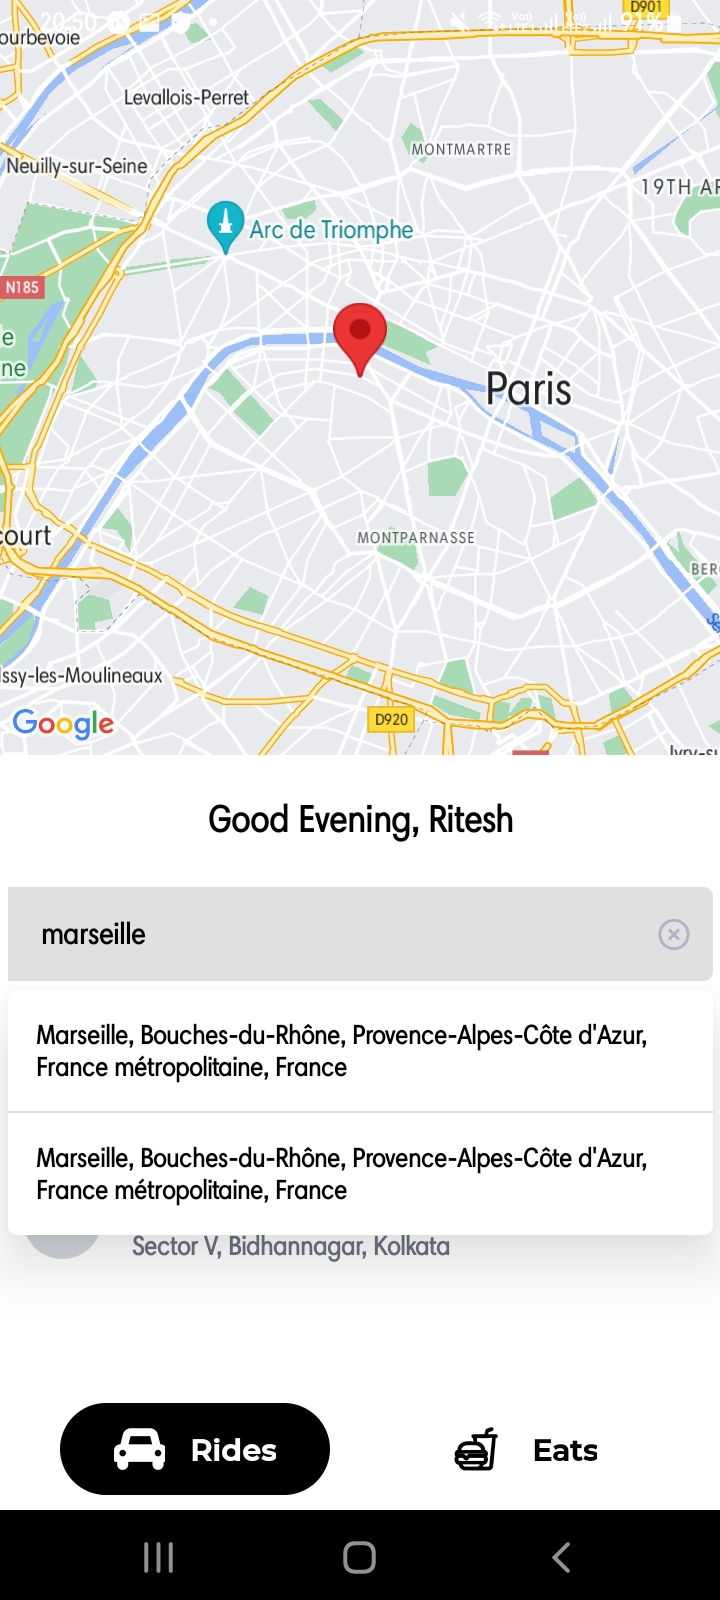 20:50
91%
D901
ourbevoie
Levallois-Perret
MONTMARTRE
Neuilly-sur-Seine
19TH AR
Arc de Triomphe
N185
e
ne
Paris
court
MONTPARNASSE
BERC
Se
Issy-les-Moulineaux
D920
Google
Ivry-su
Good Evening, Ritesh
marseille
Marseille, Bouches-du-Rhône, Provence-Alpes-Côte d'Azur,
France métropolitaine, France
Marseille, Bouches-du-Rhône, Provence-Alpes-Côte d'Azur,
France métropolitaine, France
Sector V, Bidhannagar, Kolkata
Rides
Eats